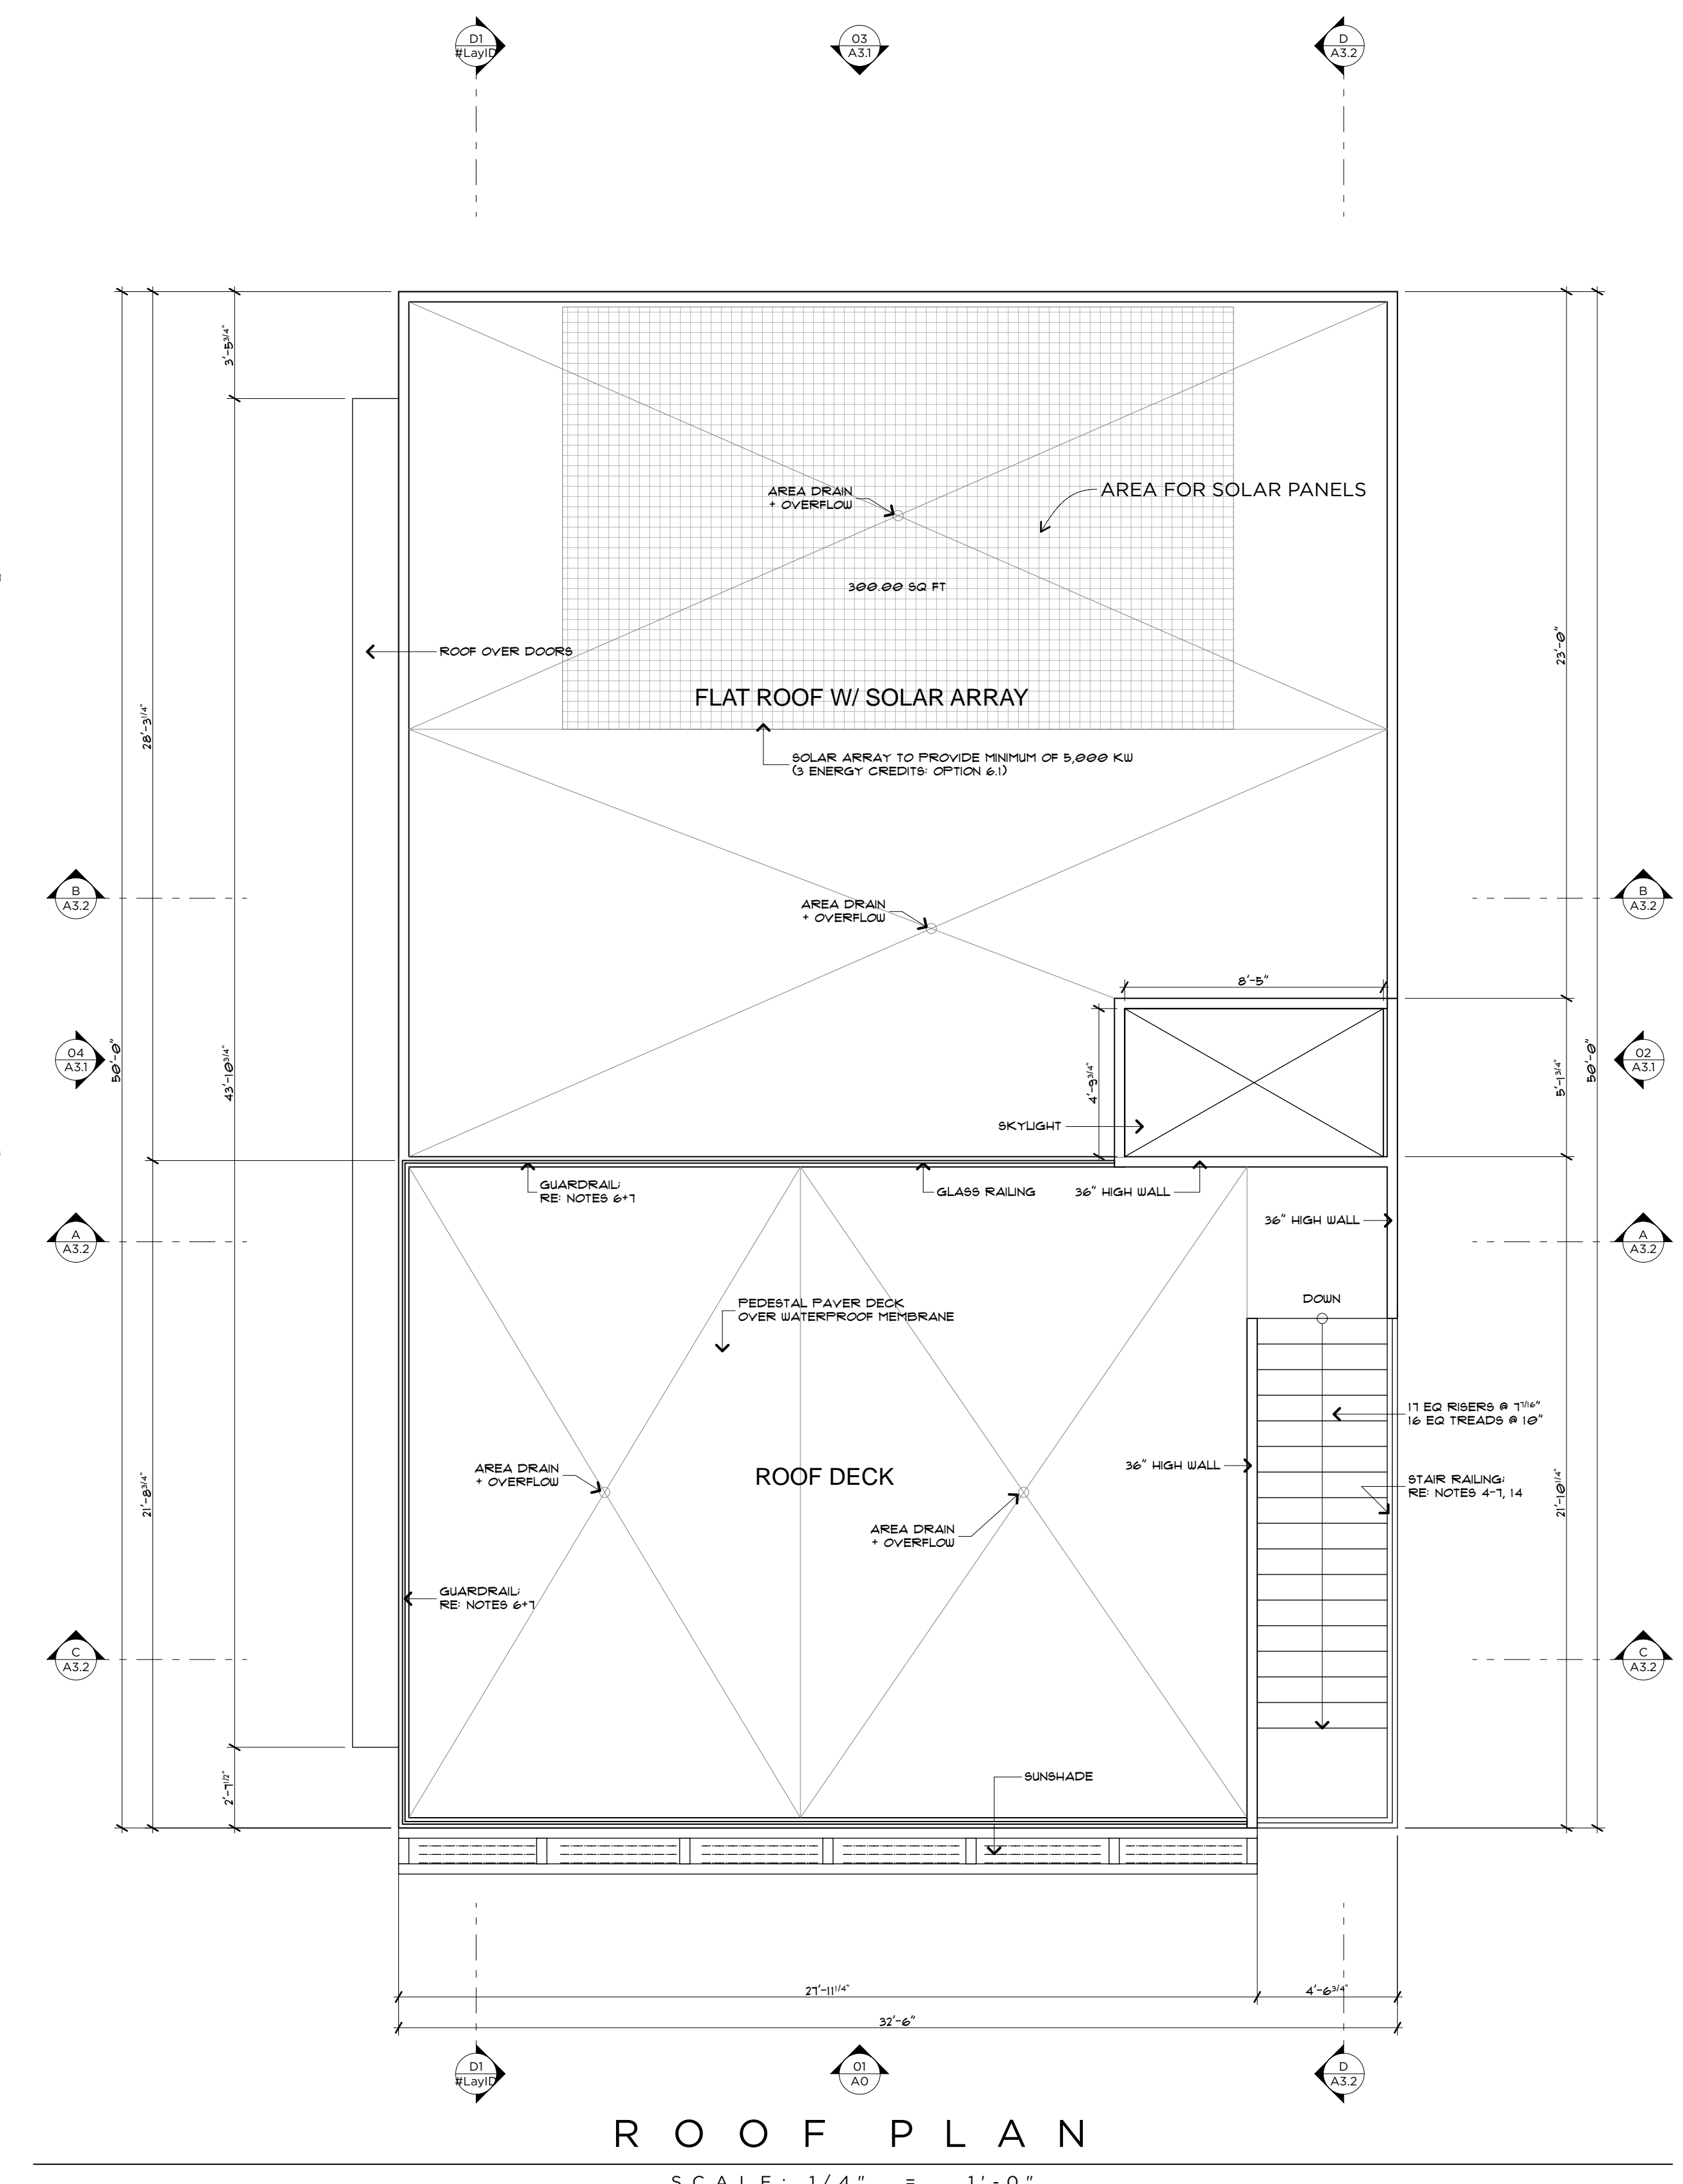 D1
#LayID
03
A3.1
D
A3.2
3'-5 3/4"
AREA DRAIN
+ OVERFLOW
AREA FOR SOLAR PANELS
300.00 SQ FT
ROOF OVER DOORS
23'-0"
FLAT ROOF W/ SOLAR ARRAY
28'-3 1/4"
SOLAR ARRAY TO PROVIDE MINIMUM OF 5,000 KW
(3 ENERGY CREDITS: OPTION 6.1)
B
A3.2
AREA DRAIN
+ OVERFLOW
B
A3.2
8'-5"
04
A3.1
50'-0"
43'-10 3/4"
4'-9 3/4"
5'-1 3/4"
50'-0"
02
A3.1
SKYLIGHT
GUARDRAIL;
RE: NOTES 6+7
GLASS RAILING
36" HIGH WALL
36" HIGH WALL
A
A3.2
A
A3.2
DOWN
PEDESTAL PAVER DECK
OVER WATERPROOF MEMBRANE
17 EQ RISERS @ 7 7/16"
16 EQ TREADS @ 10"
AREA DRAIN
+ OVERFLOW
ROOF DECK
36" HIGH WALL
STAIR RAILING;
RE: NOTES 4-7, 14
21'-8 3/4"
21'-10 1/4"
AREA DRAIN
+ OVERFLOW
GUARDRAIL;
RE: NOTES 6+7
C
A3.2
C
A3.2
2'-7 1/2"
SUNSHADE
27'-11 1/4"
4'-6 3/4"
32'-6"
D1
#LayID
01
A0
D
A3.2
ROOF PLAN
SCALE: 1/4" = 1'-0"